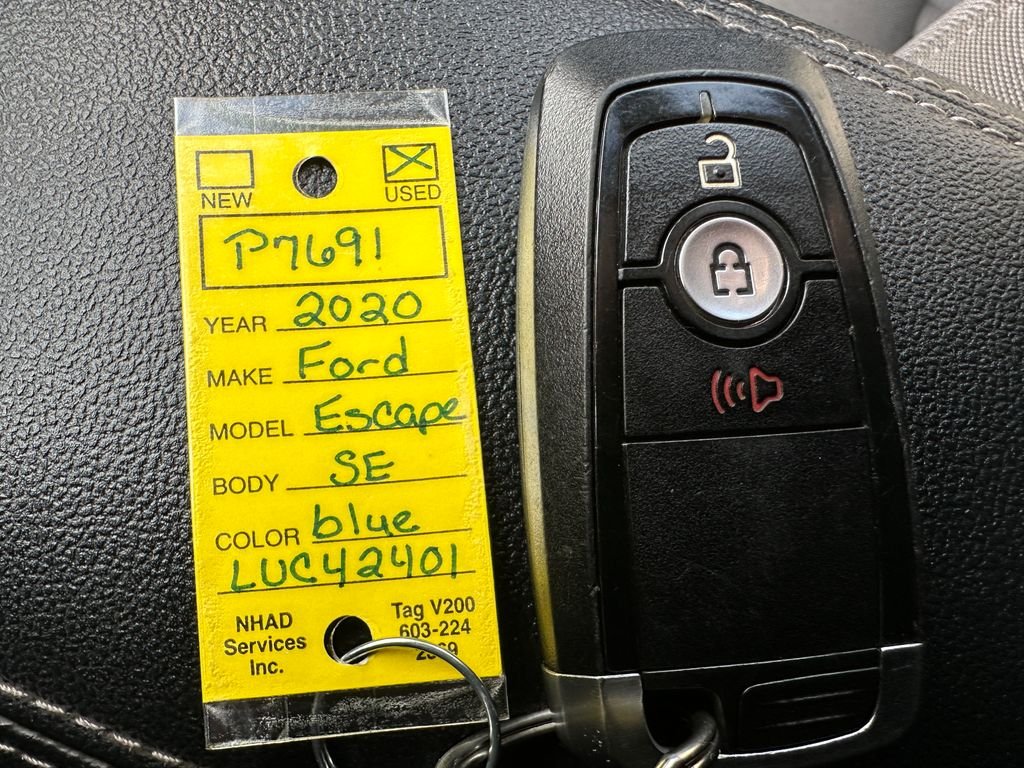 NEW USED
P7691
YEAR 2020
MAKE Ford
MODEL Escape
BODY SE
COLOR blue
LUC42401
NHAD
Services
Inc.
Tag V200
603-224